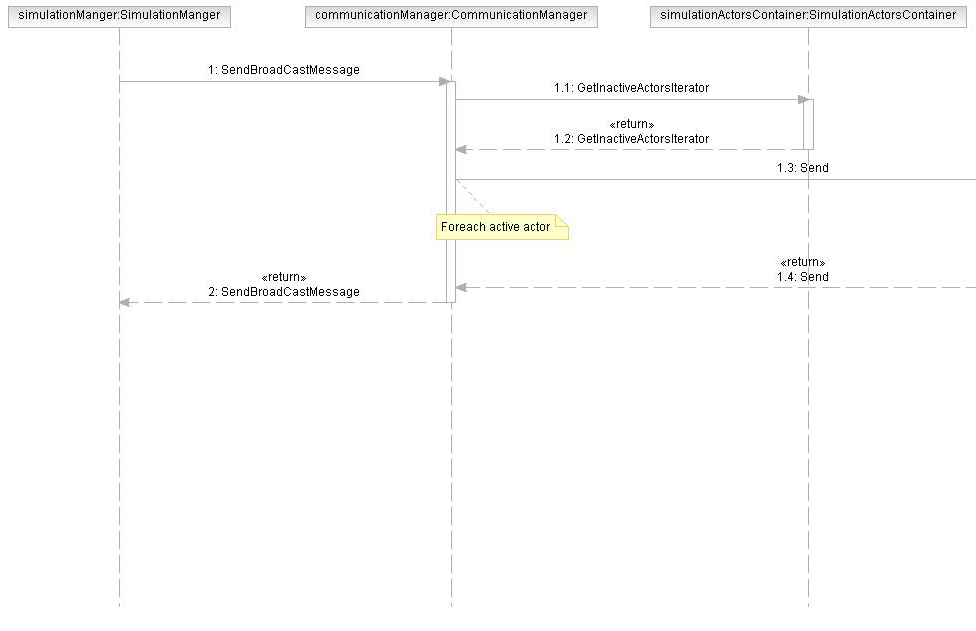 simulationManger:SimulationManger
communicationManager:CommunicationManager
simulationActorsContainer:SimulationActorsContainer
1: SendBroadCastMessage
1.1: GetInactiveActorsIterator
«return»
1.2: GetInactiveActorsIterator
1.3: Send
Foreach active actor
«return»
1.4: Send
«return»
2: SendBroadCastMessage